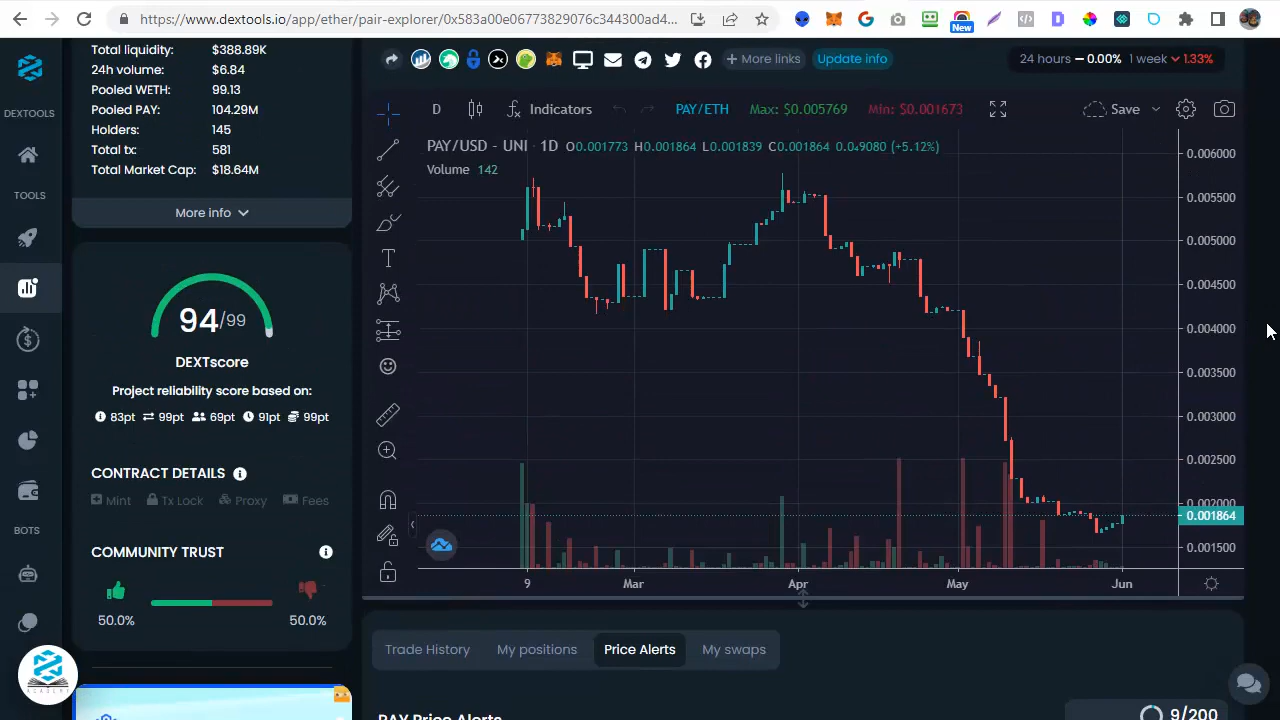 https://www.dextools.io/app/ether/pair-explorer/0x583c00e06773829076c344300ad4...
New
DEXTOOLS
TOOLS
BOTS
ACADEMY
Total liquidity: $388.89K
24h volume: $6.84
Pooled WETH: 99.13
Pooled PAY: 104.29M
Holders: 145
Total tx: 581
Total Market Cap: $18.64M
More info
94/99
DEXTscore
Project reliability score based on:
83pt 99pt 69pt 91pt 99pt
CONTRACT DETAILS
Mint Tx Lock Proxy Fees
COMMUNITY TRUST
50.0% 50.0%
+ More links Update info
24 hours 0.00% 1 week 1.33%
D Indicators PAY/ETH Max: $0.005769 Min: $0.001673 Save
PAY/USD - UNI 1D O0.001773 H0.001864 L0.001839 C0.001864 0.0₄9080 (+5.12%)
Volume 142
0.006000
0.005500
0.005000
0.004500
0.004000
0.003500
0.003000
0.002500
0.002000
0.001864
0.001500
9 Mar Apr May Jun
Trade History My positions Price Alerts My swaps
PAY Price Alerts
9/200